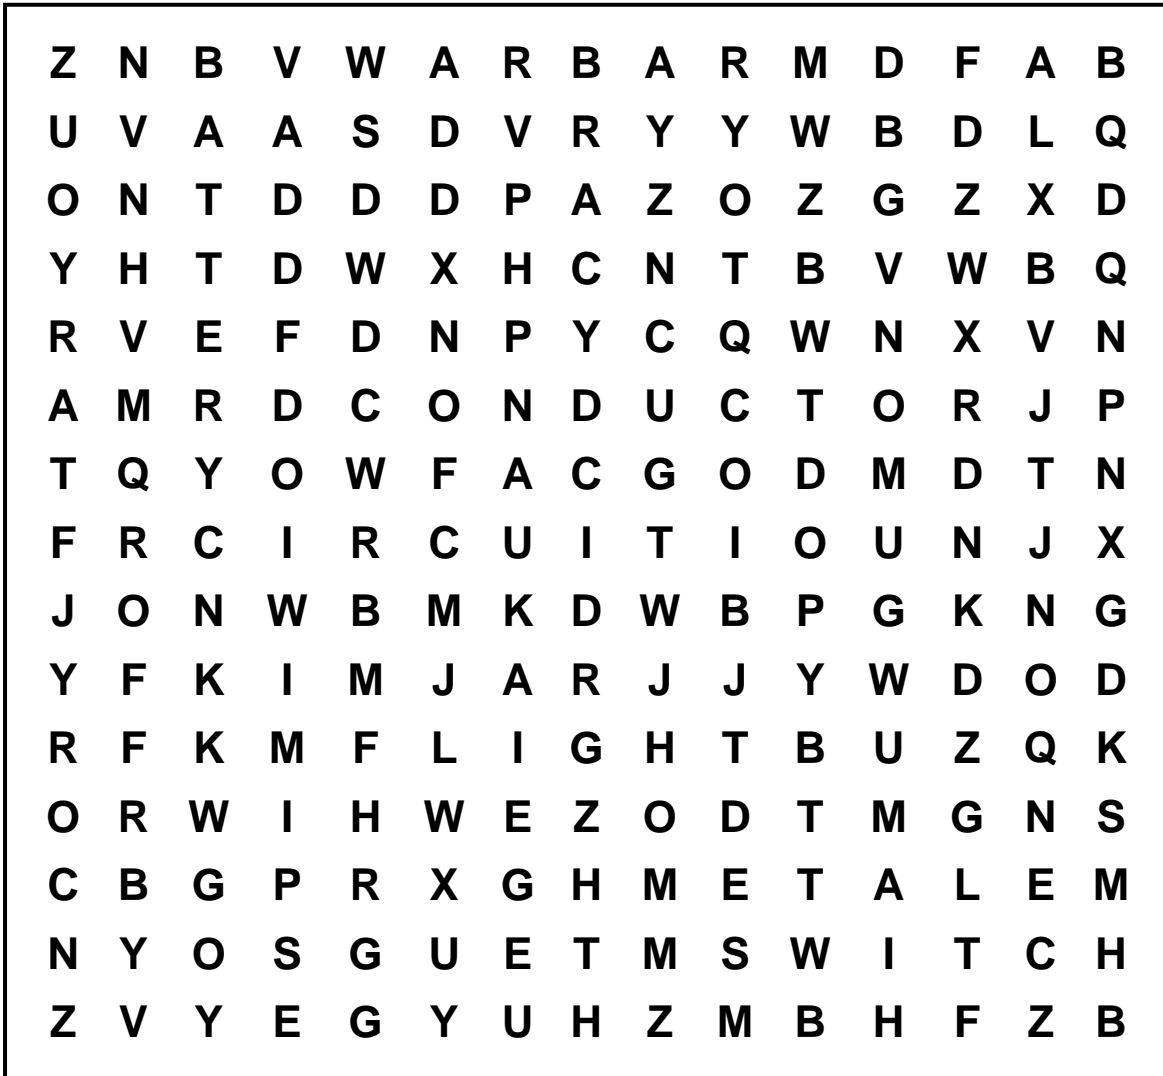 Z N B V W A R B A R M D F A B
U V A A S D V R Y Y W B D L Q
O N T D D D P A Z O Z G Z X D
Y H T D W X H C N T B V W B Q
R V E F D N P Y C Q W N X V N
A M R D C O N D U C T O R J P
T Q Y O W F A C G O D M D T N
F R C I R C U I T I O U N J X
J O N W B M K D W B P G K N G
Y F K I M J A R J J Y W D O D
R F K M F L I G H T B U Z Q K
O R W I H W E Z O D T M G N S
C B G P R X G H M E T A L E M
N Y O S G U E T M S W I T C H
Z V Y E G Y U H Z M B H F Z B